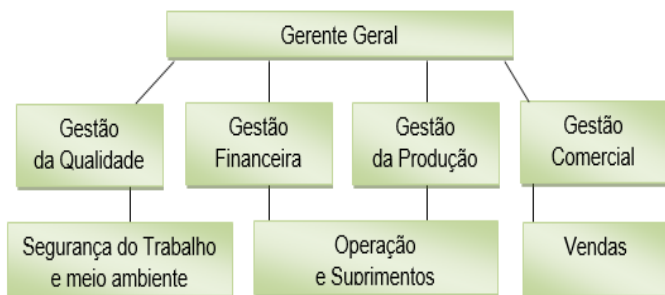 Gerente Geral
Gestão
da Qualidade
Gestão
Financeira
Gestão
da Produção
Gestão
Comercial
Segurança do Trabalho
e meio ambiente
Operação
e Suprimentos
Vendas